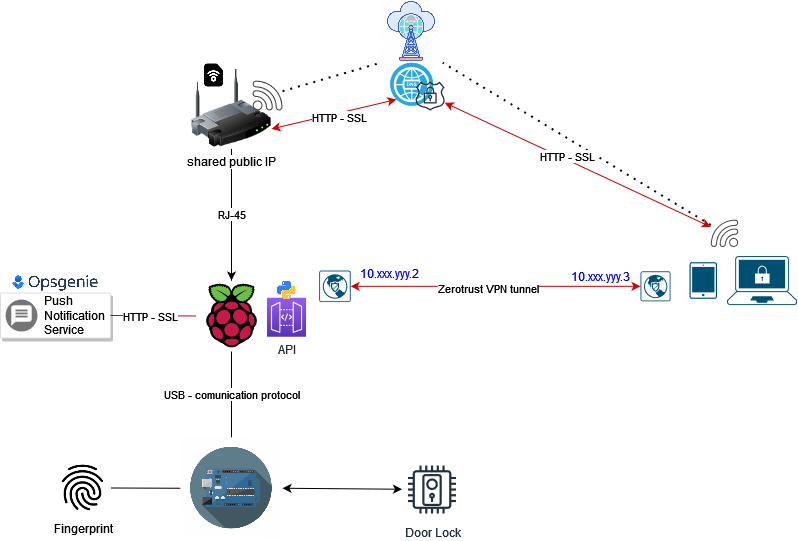 DNS
HTTP - SSL
shared public IP
HTTP - SSL
RJ-45
Opsgenie
Push
Notification
Service
HTTP - SSL
API
10.xxx.yyy.2
10.xxx.yyy.3
Zerotrust VPN tunnel
USB - comunication protocol
Fingerprint
Door Lock